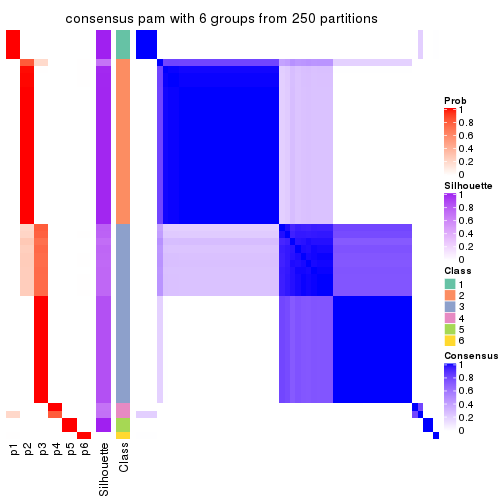 consensus pam with 6 groups from 250 partitions
Prob
1
0.8
0.6
0.4
0.2
0
Silhouette
1
0.8
0.6
0.4
0.2
0
Class
1
2
3
4
5
6
Consensus
1
0.8
0.6
0.4
0.2
0
p1
p2
p3
p4
p5
p6
Silhouette
Class